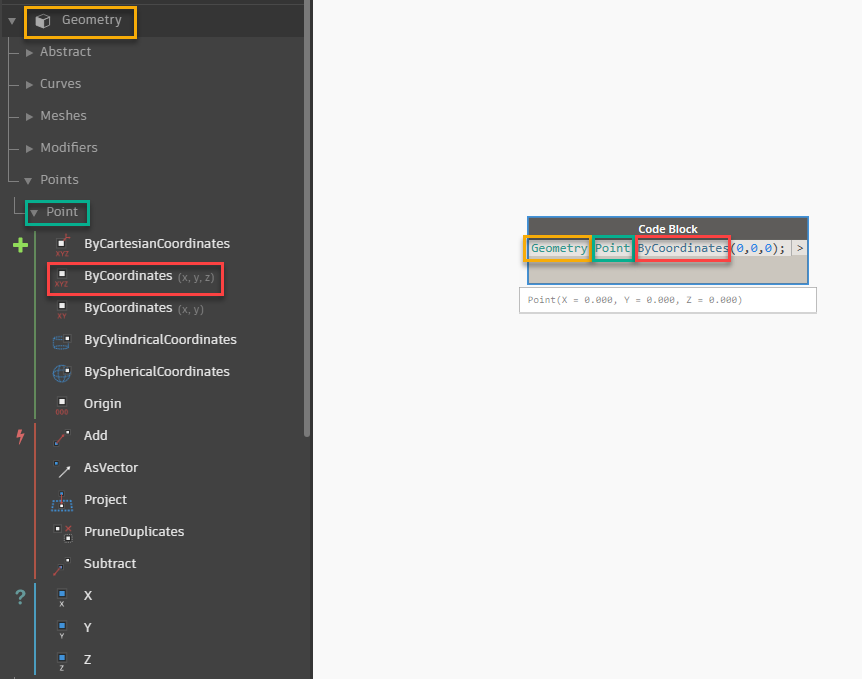 Geometry
Abstract
Curves
Meshes
Modifiers
Points
Point
ByCartesianCoordinates
XYZ
ByCoordinates (x, y, z)
XYZ
ByCoordinates (x, y)
XY
ByCylindricalCoordinates
BySphericalCoordinates
Origin
000
Add
AsVector
Project
PruneDuplicates
Subtract
? X
X
Y
Y
Z
Z
Code Block
Geometry.Point.ByCoordinates(0,0,0); >
Point(X = 0.000, Y = 0.000, Z = 0.000)